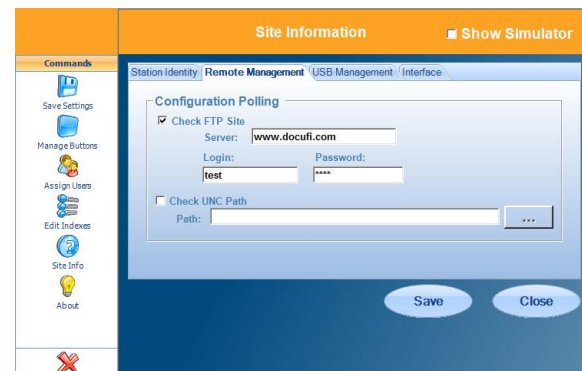 Site Information
Show Simulator
Commands
Save Settings
Manage Buttons
Assign Users
Edit Indexes
Site Info
About
Station Identity Remote Management USB Management Interface
Configuration Polling
Check FTP Site
Server: www.docufi.com
Login: Password:
test ****
Check UNC Path
Path: ...
Save Close